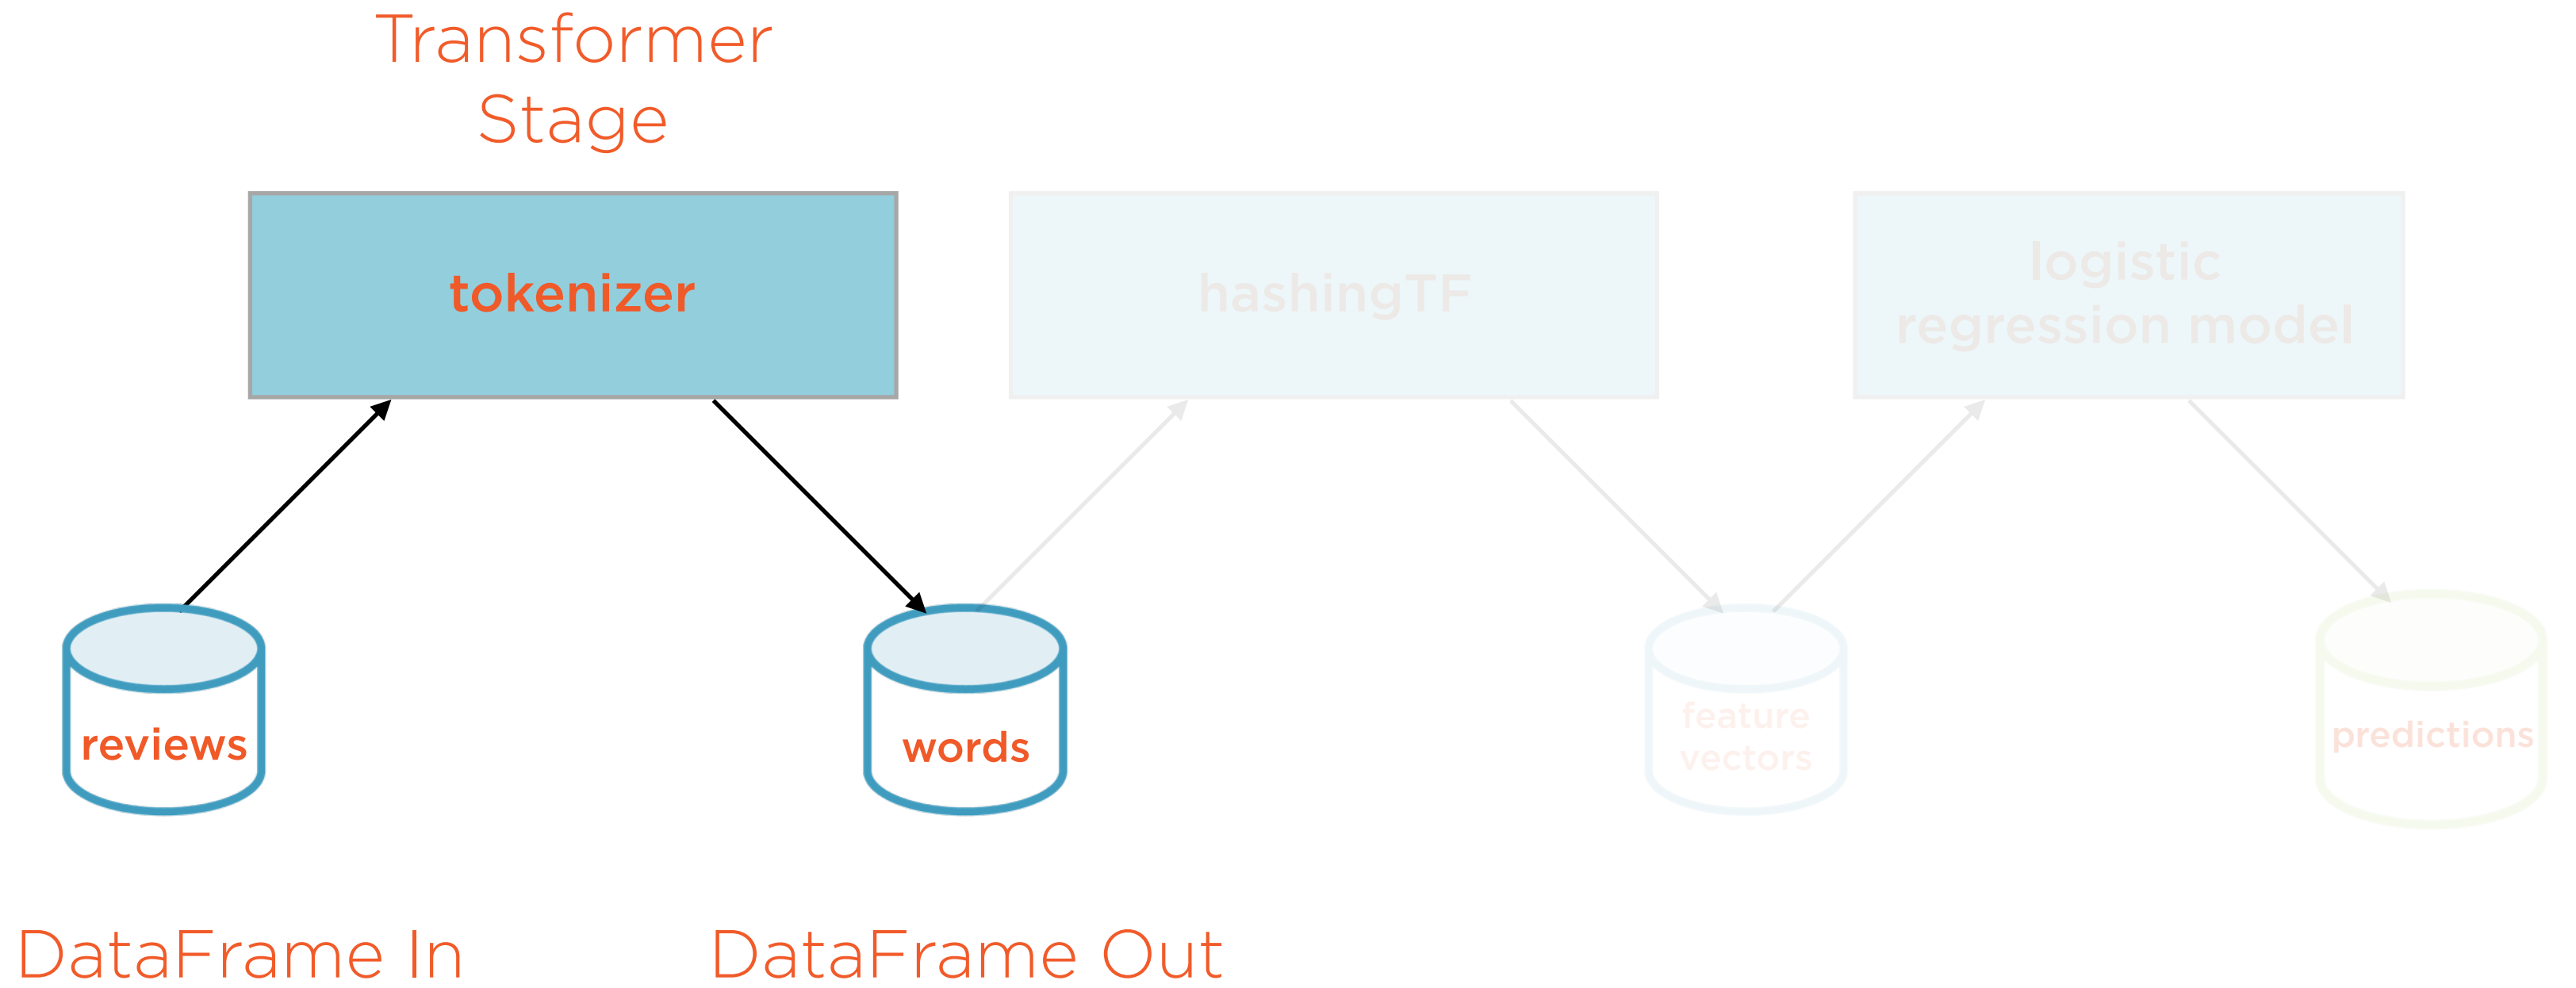 Transformer
Stage
tokenizer
hashingTF
logistic
regression model
reviews
words
feature
vectors
predictions
DataFrame In
DataFrame Out